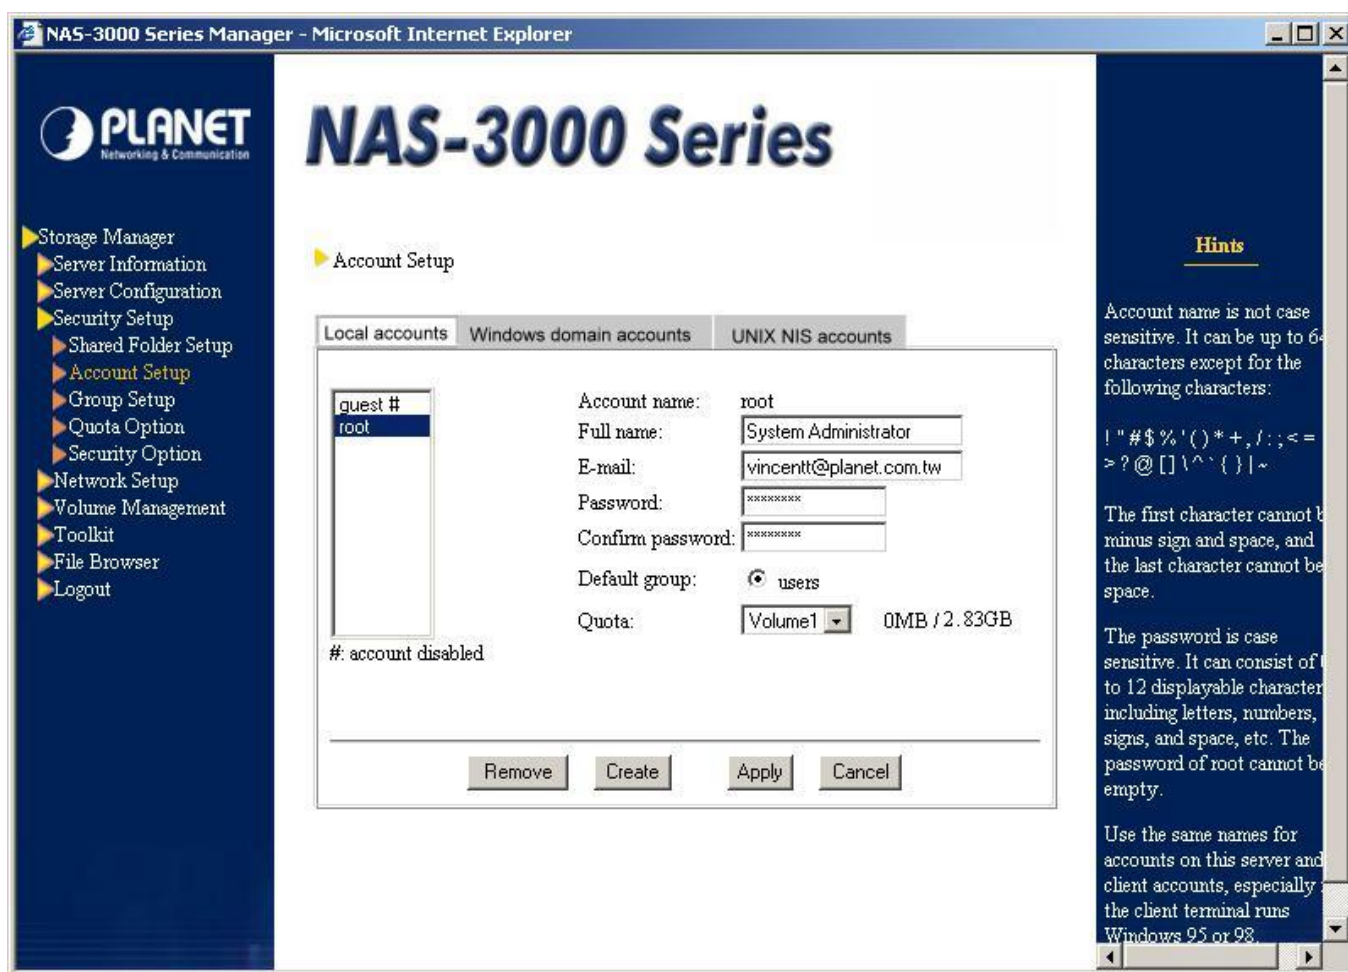 NAS-3000 Series Manager - Microsoft Internet Explorer
PLANET
Networking & Communication
NAS-3000 Series
Storage Manager
Server Information
Server Configuration
Security Setup
Shared Folder Setup
Account Setup
Group Setup
Quota Option
Security Option
Network Setup
Volume Management
Toolkit
File Browser
Logout
Account Setup
Local accounts
Windows domain accounts
UNIX NIS accounts
guest #
root
#: account disabled
Account name: root
Full name: System Administrator
E-mail: vincentt@planet.com.tw
Password: ********
Confirm password: ********
Default group: users
Quota: Volume1 0MB / 2.83GB
Remove Create Apply Cancel
Hints
Account name is not case
sensitive. It can be up to
characters except for the
following characters:
! " # $ % ' ( ) * + , / : ; < =
> ? @ [ ] \ ^ ` { } | ~
The first character cannot
minus sign and space, and
the last character cannot be
space.
The password is case
sensitive. It can consist of
to 12 displayable character
including letters, numbers,
signs, and space, etc. The
password of root cannot be
empty.
Use the same names for
accounts on this server and
client accounts, especially
the client terminal runs
Windows 95 or 98.